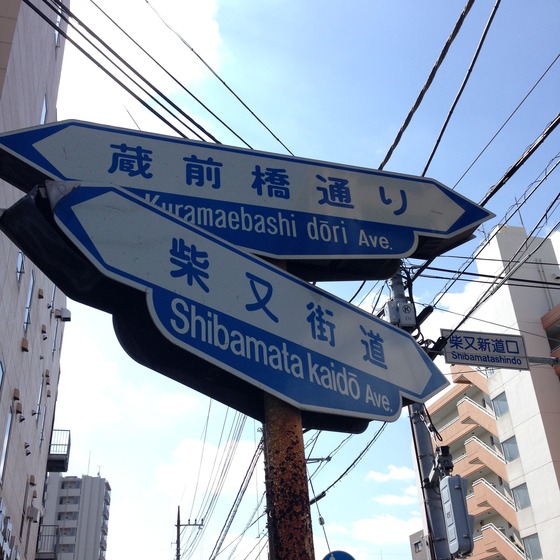 蔵前橋通り
Kuramaebashi dōri Ave.
柴又街道
Shibamata kaidō Ave.
柴又新道口
Shibamatashindo